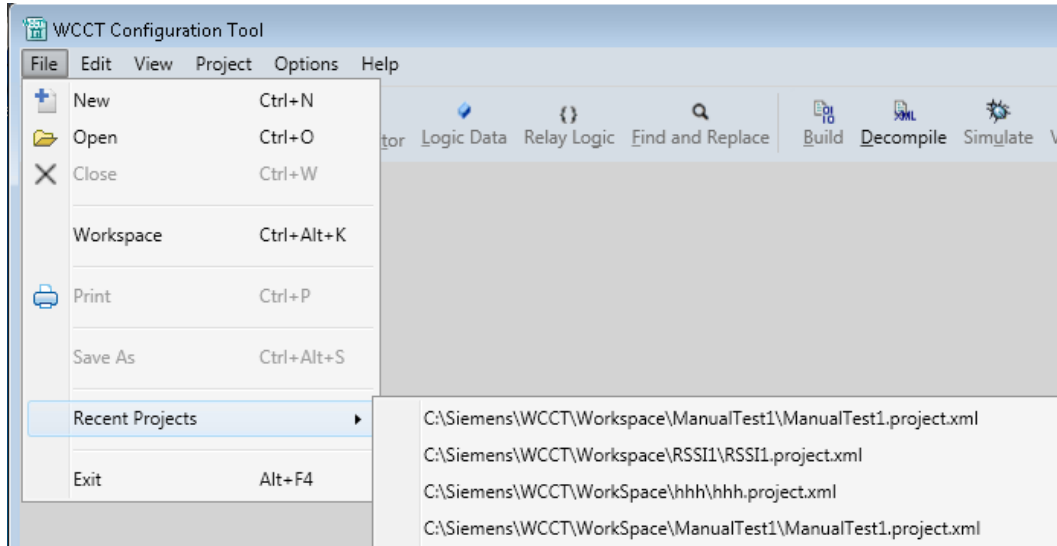 WCCT Configuration Tool
File Edit View Project Options Help
New Ctrl+N
Open Ctrl+O
Close Ctrl+W
tor Logic Data Relay Logic Find and Replace Build Decompile Simulate
Workspace Ctrl+Alt+K
Print Ctrl+P
Save As Ctrl+Alt+S
Recent Projects
C:\Siemens\WCCT\Workspace\ManualTest1\ManualTest1.project.xml
C:\Siemens\WCCT\Workspace\RSSI1\RSSI1.project.xml
C:\Siemens\WCCT\WorkSpace\hhh\hhh.project.xml
C:\Siemens\WCCT\WorkSpace\ManualTest1\ManualTest1.project.xml
Exit Alt+F4